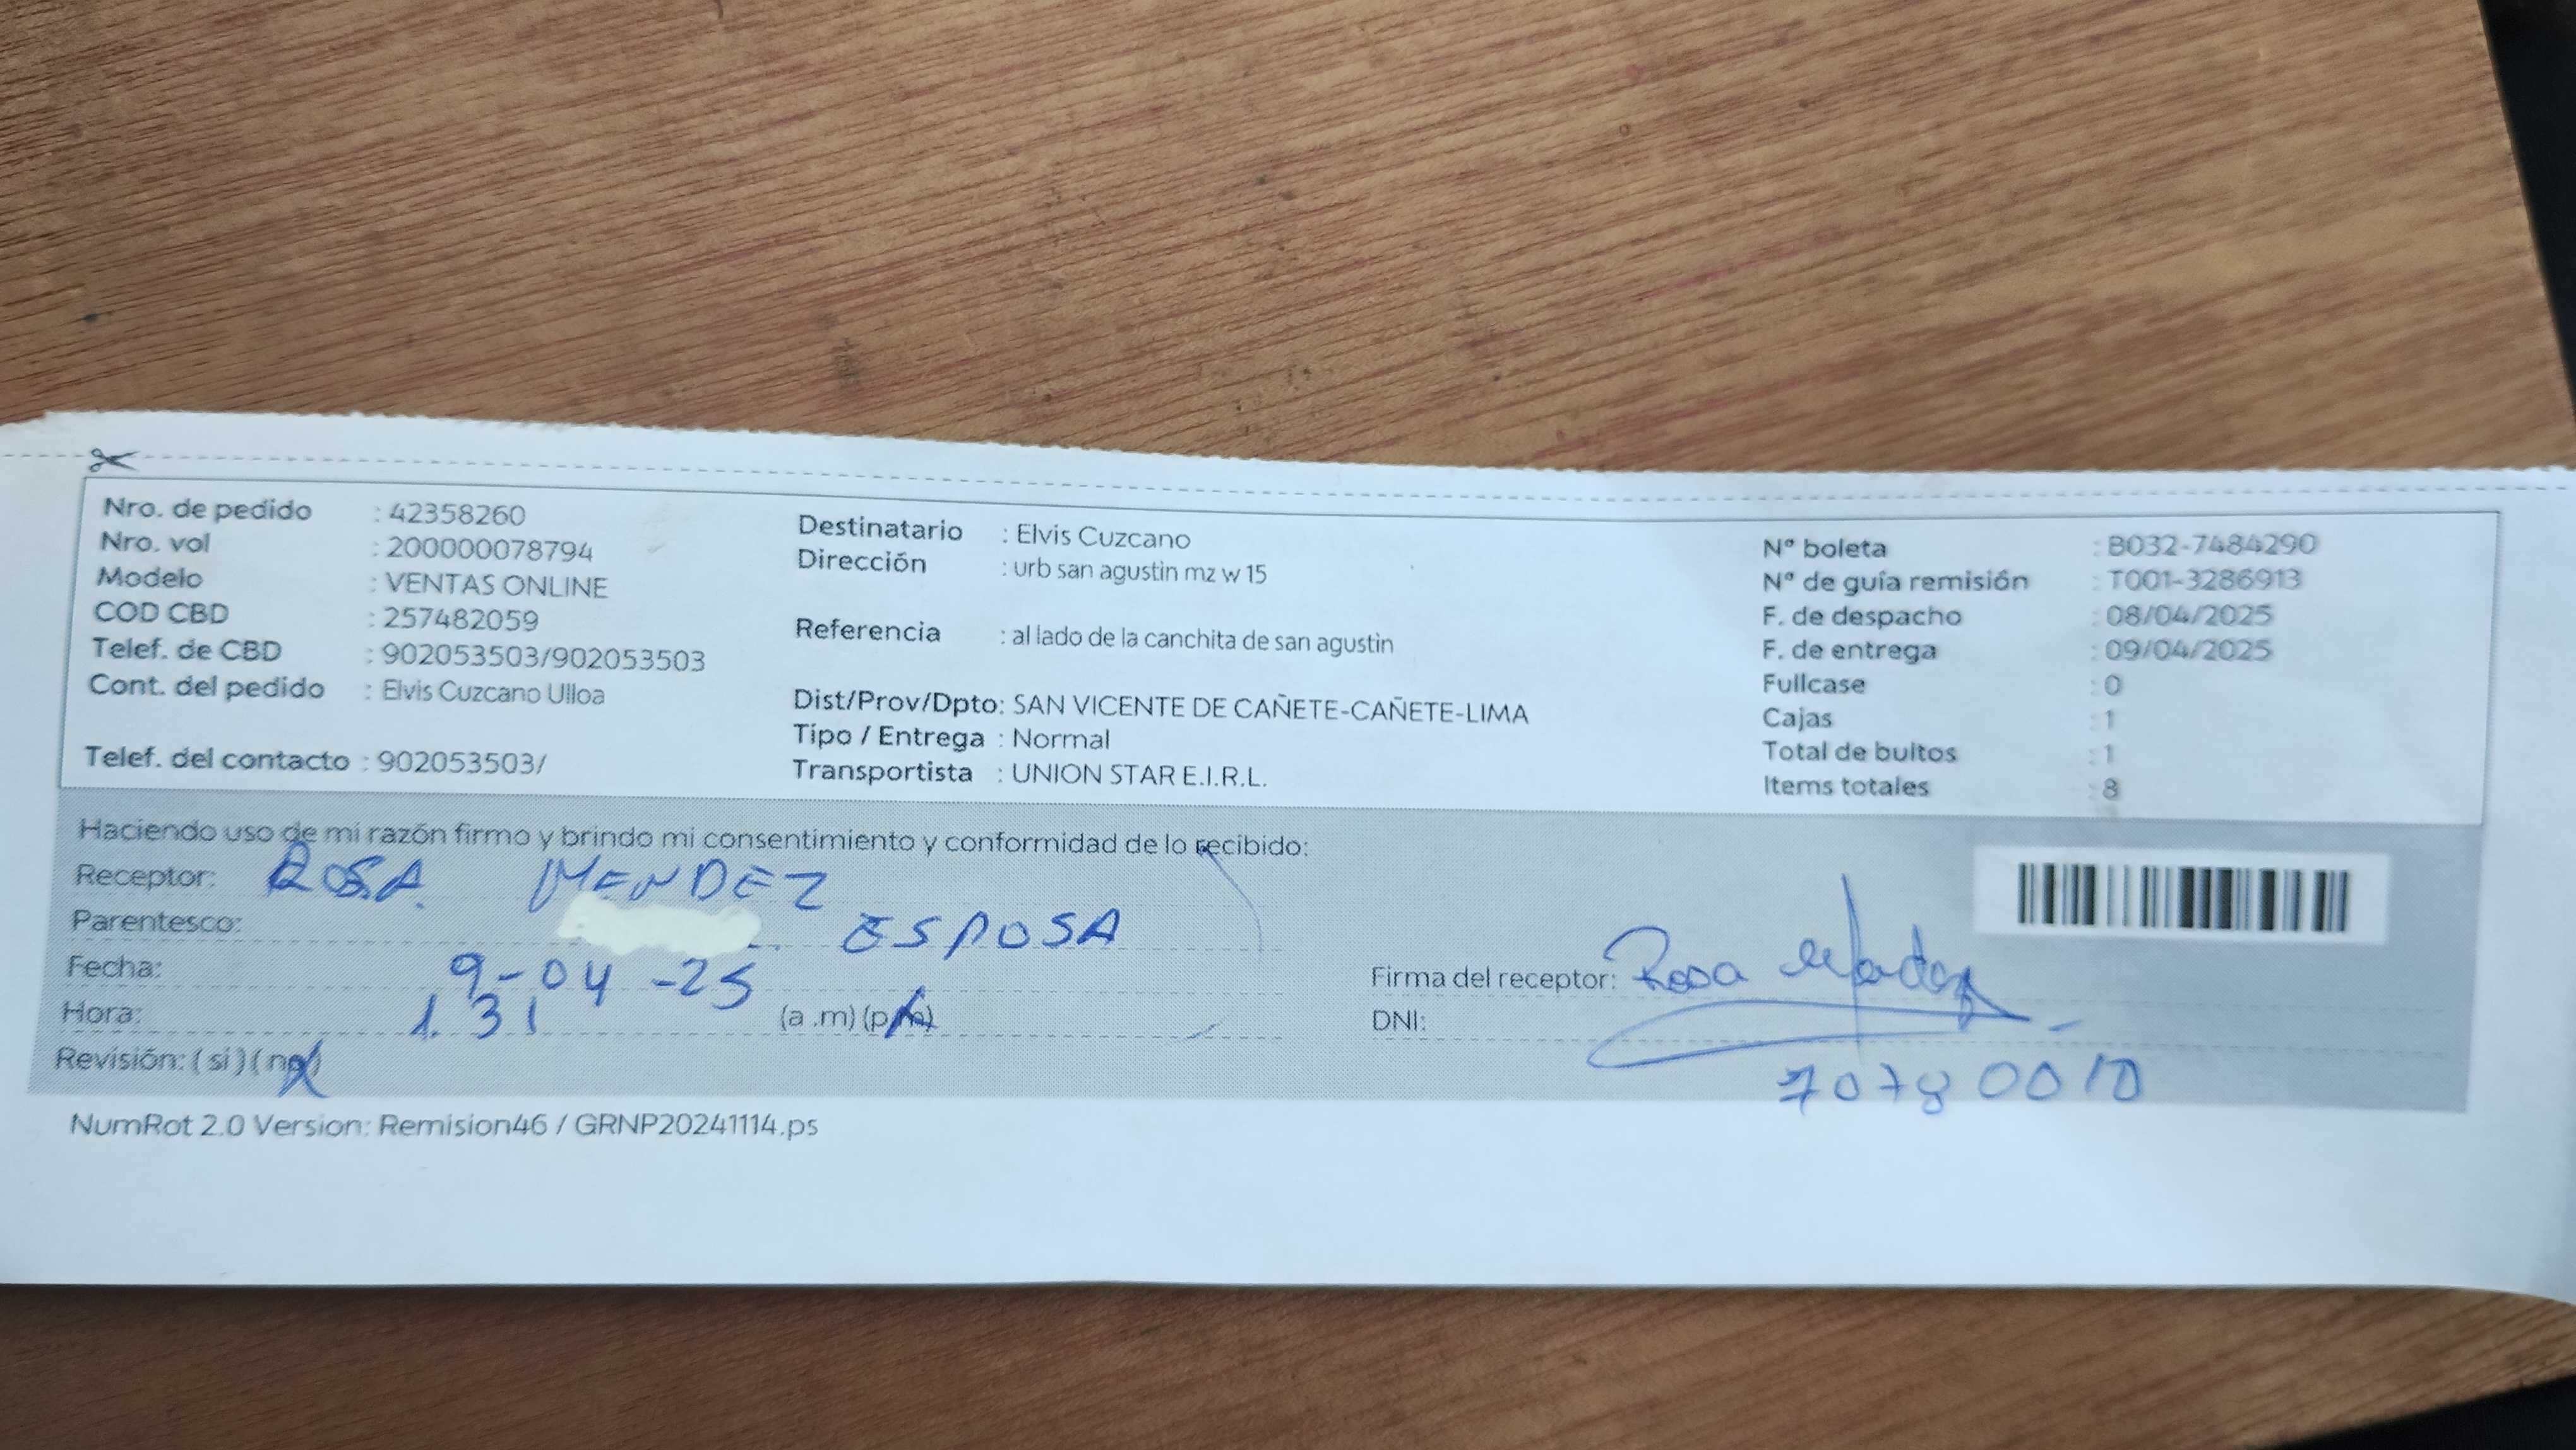 Nro. de pedido : 42358260
Nro. vol : 200000078794
Modelo : VENTAS ONLINE
COD CBD : 257482059
Telef. de CBD : 902053503/902053503
Cont. del pedido : Elvis Cuzcano Ulloa
Telef. del contacto : 902053503/
Destinatario : Elvis Cuzcano
Dirección : urb san agustin mz w 15
Referencia : al lado de la canchita de san agustin
Dist/Prov/Dpto: SAN VICENTE DE CAÑETE-CAÑETE-LIMA
Tipo / Entrega : Normal
Transportista : UNION STAR E.I.R.L.
N° boleta : B032-7484290
N° de guía remisión : T001-3286913
F. de despacho : 08/04/2025
F. de entrega : 09/04/2025
Fullcase : 0
Cajas : 1
Total de bultos : 1
Items totales : 8
Haciendo uso de mi razón firmo y brindo mi consentimiento y conformidad de lo recibido:
Receptor: ROSA MENDEZ
Parentesco: ESPOSA
Fecha: 9-04-25
Hora: 1.31 (a .m) (p.m)
Revisión: ( si ) ( no )
Firma del receptor: Rosa
DNI:
70780010
NumRot 2.0 Version: Remision46 / GRNP20241114.ps